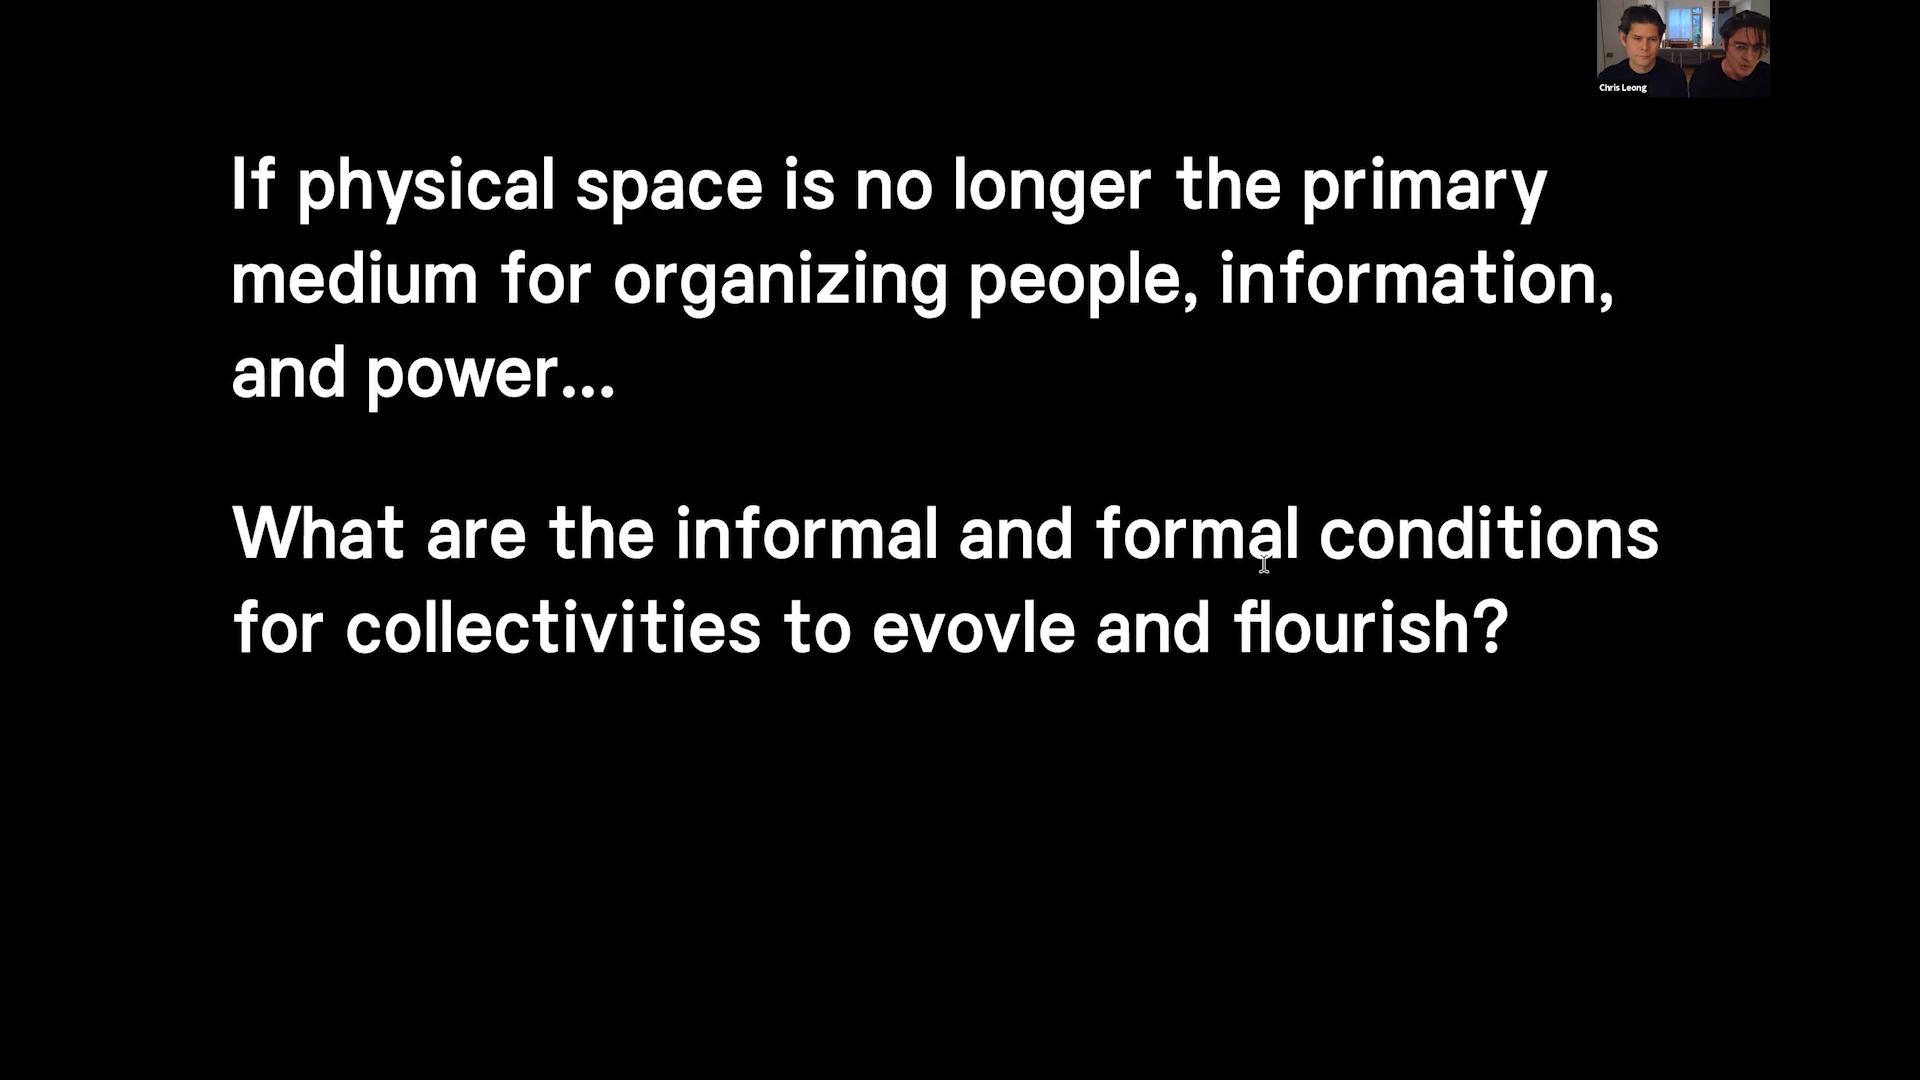 Chris Leong
If physical space is no longer the primary
medium for organizing people, information,
and power...
What are the informal and formal conditions
for collectivities to evovle and flourish?